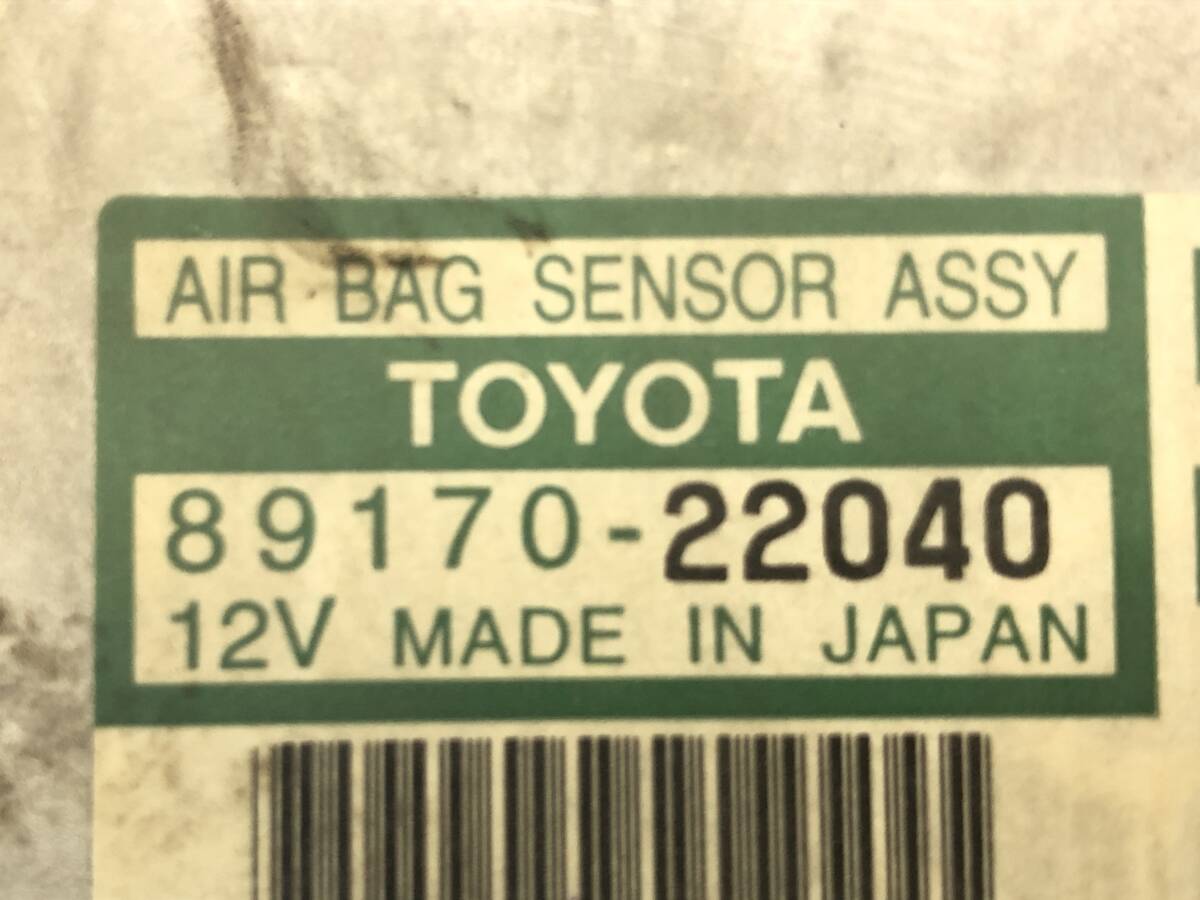 AIR BAG SENSOR ASSY
TOYOTA
89170-22040
12V MADE IN JAPAN